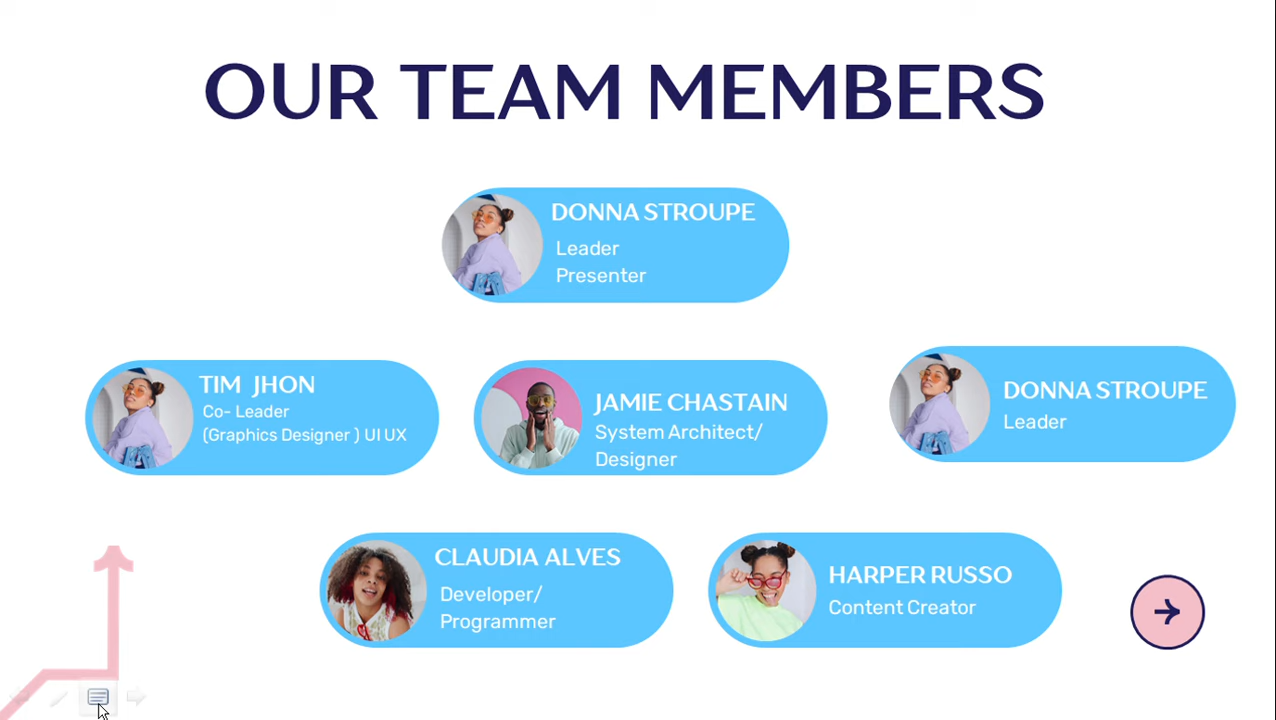 OUR TEAM MEMBERS
DONNA STROUPE
Leader
Presenter
TIM JHON
Co- Leader
(Graphics Designer ) UI UX
JAMIE CHASTAIN
System Architect/
Designer
DONNA STROUPE
Leader
CLAUDIA ALVES
Developer/
Programmer
HARPER RUSSO
Content Creator